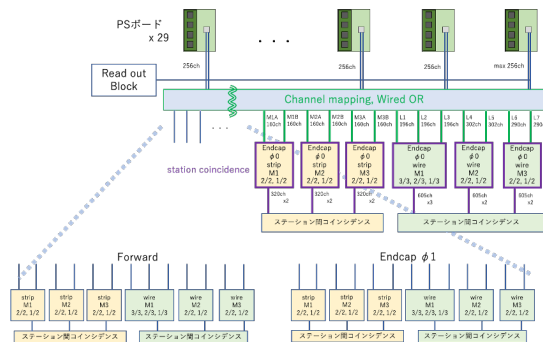 PSボード
x 29
. . .
256ch
256ch
256ch
max 256ch
Read out
Block
Channel mapping, Wired OR
. . .
M1A
160ch
M1B
160ch
M2A
160ch
M2B
160ch
M3A
160ch
M3B
160ch
L1
196ch
L2
196ch
L3
196ch
L4
302ch
L5
302ch
L6
290ch
L7
station coincidence
Endcap
φ0
strip
M1
2/2, 1/2
Endcap
φ0
strip
M2
2/2, 1/2
Endcap
φ0
strip
M3
2/2, 1/2
Endcap
φ0
wire
M1
3/3, 2/3, 1/3
Endcap
φ0
wire
M2
2/2, 1/2
Endcap
φ0
wire
M3
2/2, 1/2
320ch
x2
320ch
x2
320ch
x2
605ch
x3
605ch
x2
605ch
x2
ステーション間コインシデンス
ステーション間コインシデンス
Forward
strip
M1
2/2, 1/2
strip
M2
2/2, 1/2
strip
M3
2/2, 1/2
wire
M1
3/3, 2/3, 1/3
wire
M2
2/2, 1/2
wire
M3
2/2, 1/2
ステーション間コインシデンス
ステーション間コインシデンス
Endcap φ1
strip
M1
2/2, 1/2
strip
M2
2/2, 1/2
strip
M3
2/2, 1/2
wire
M1
3/3, 2/3, 1/3
wire
M2
2/2, 1/2
wire
M3
2/2, 1/2
ステーション間コインシデンス
ステーション間コインシデンス